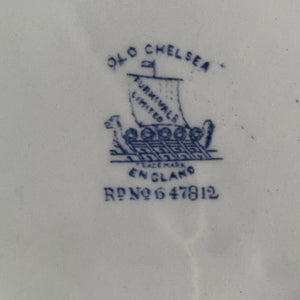 OLD CHELSEA
FURNIVALS
LIMITED
TRADE MARK
ENGLAND
RD NO 647812